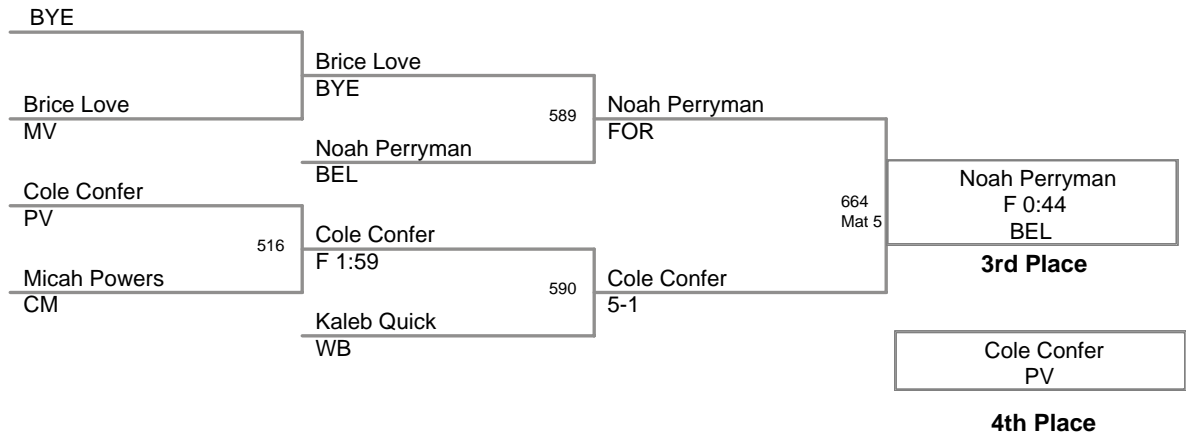 BYE
Brice Love
MV
Cole Confer
PV
Micah Powers
CM
516
Brice Love
BYE
Noah Perryman
BEL
Cole Confer
F 1:59
Kaleb Quick
WB
589
590
Noah Perryman
FOR
Cole Confer
5-1
664
Mat 5
Noah Perryman
F 0:44
BEL
3rd Place
Cole Confer
PV
4th Place